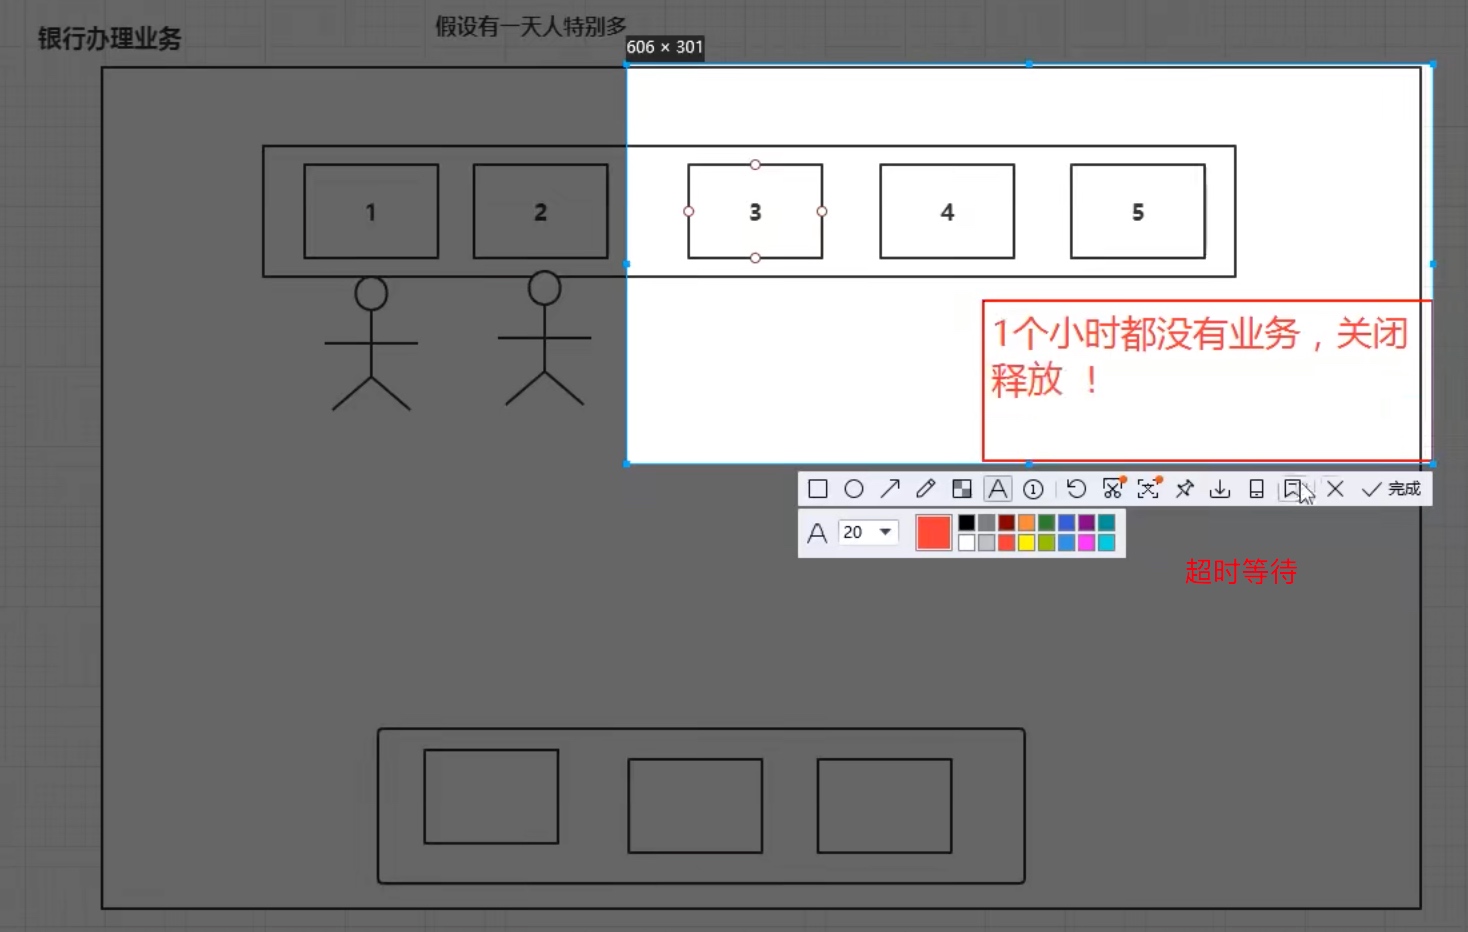 银行办理业务
假设有一天人特别多
606 × 301
1
2
3
4
5
1个小时都没有业务，关闭
释放 ！
完成
20
超时等待